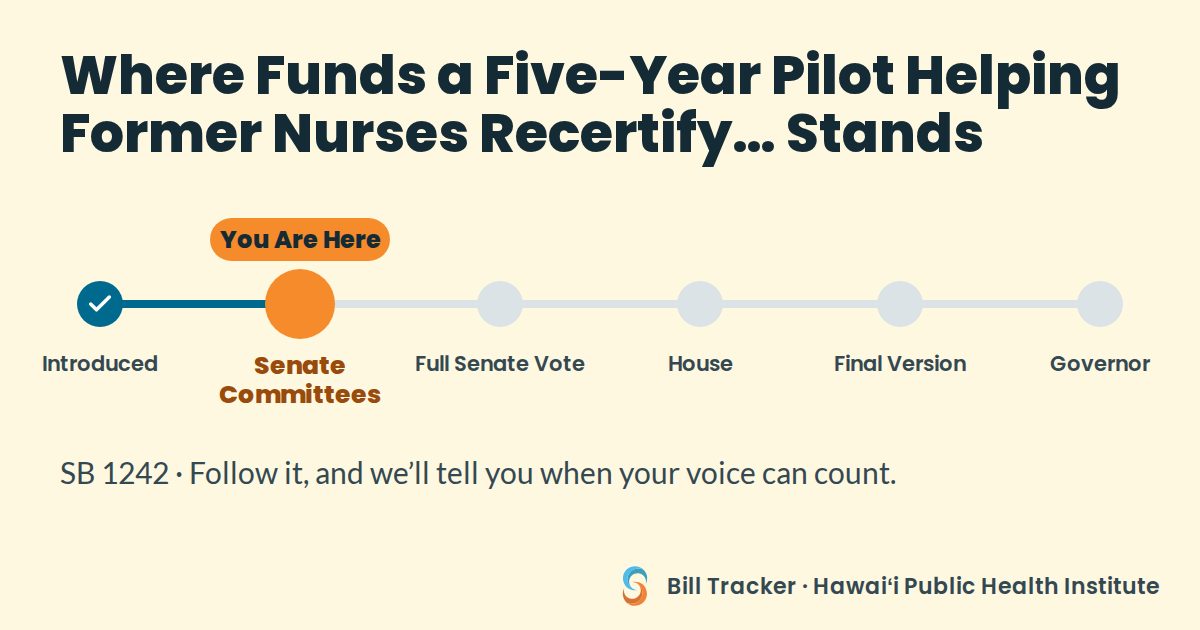 Where Funds a Five-Year Pilot Helping
Former Nurses Recertify... Stands
You Are Here
Introduced
Senate
Committees
Full Senate Vote
House
Final Version
Governor
SB 1242 · Follow it, and we’ll tell you when your voice can count.
Bill Tracker · Hawaiʻi Public Health Institute